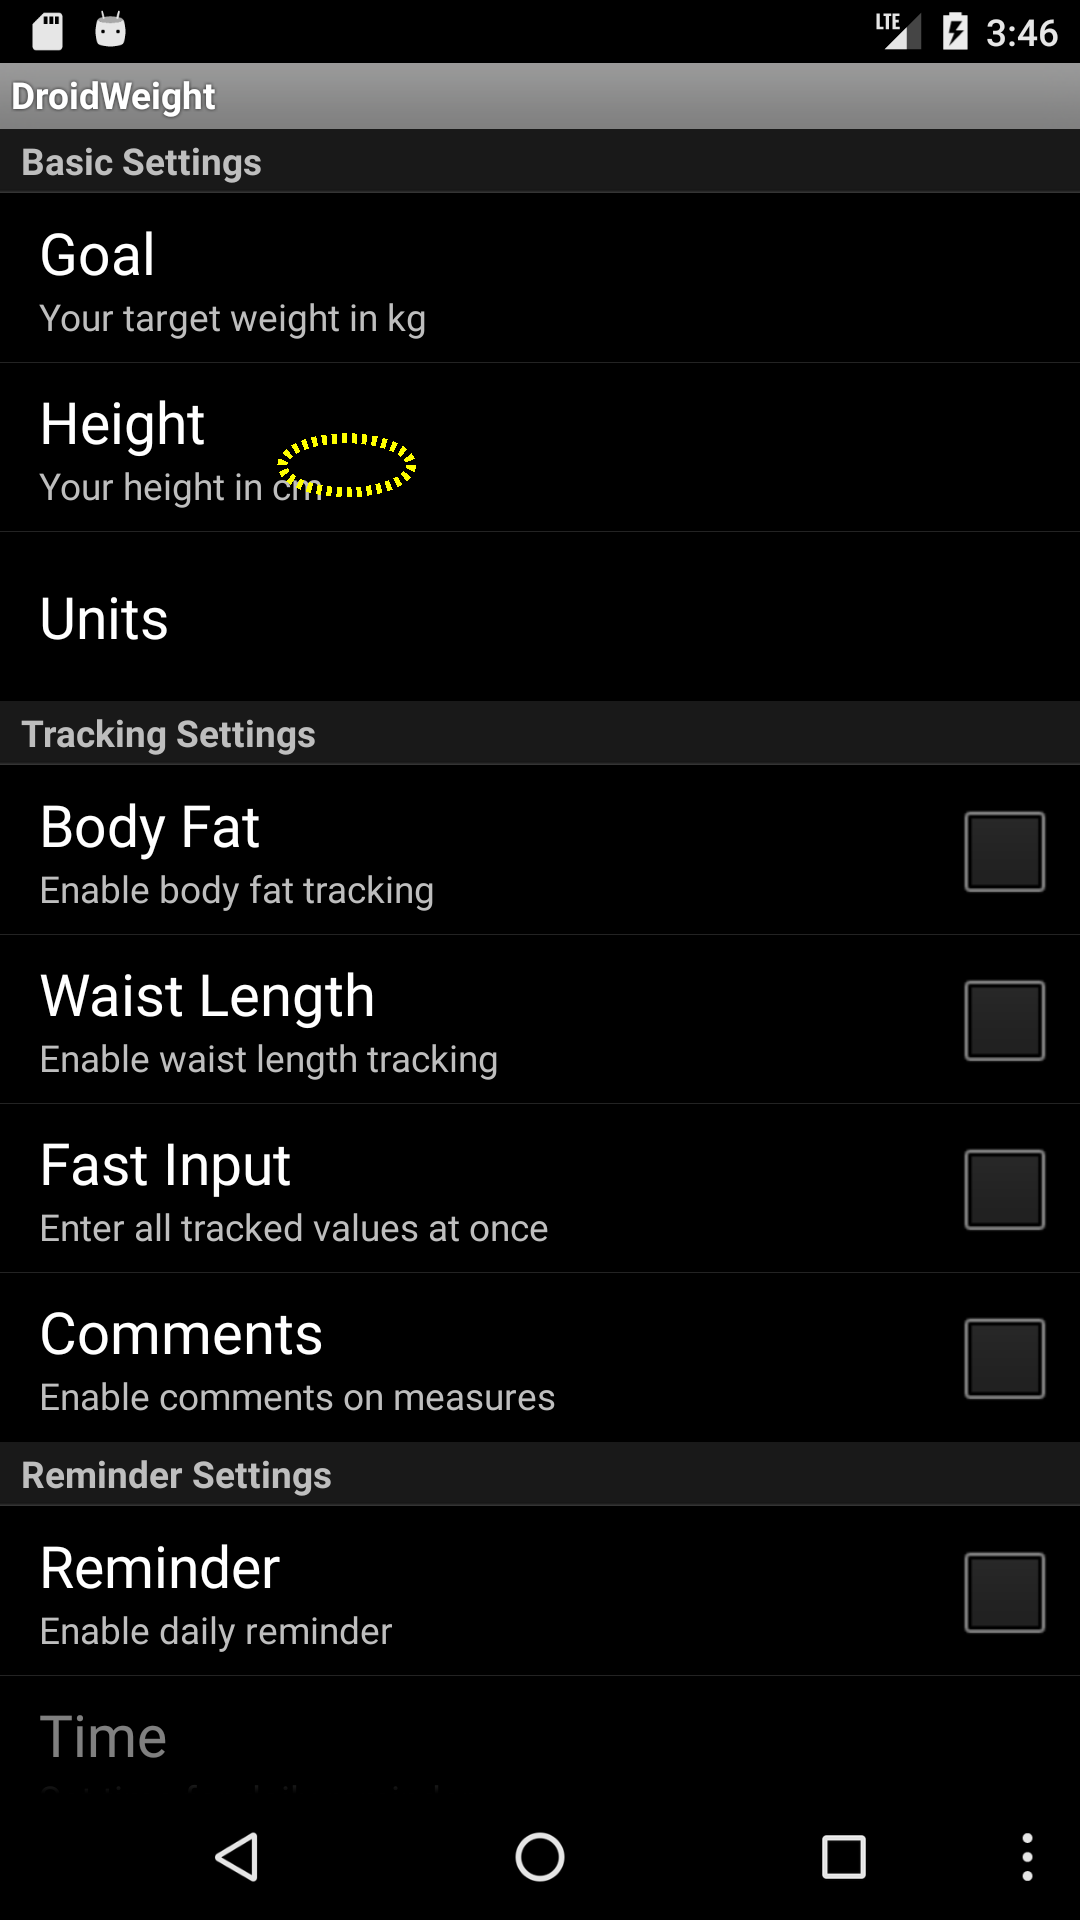 LTE 3:46
DroidWeight
Basic Settings
Goal
Your target weight in kg
Height
Your height in cm
Units
Tracking Settings
Body Fat
Enable body fat tracking
Waist Length
Enable waist length tracking
Fast Input
Enter all tracked values at once
Comments
Enable comments on measures
Reminder Settings
Reminder
Enable daily reminder
Time